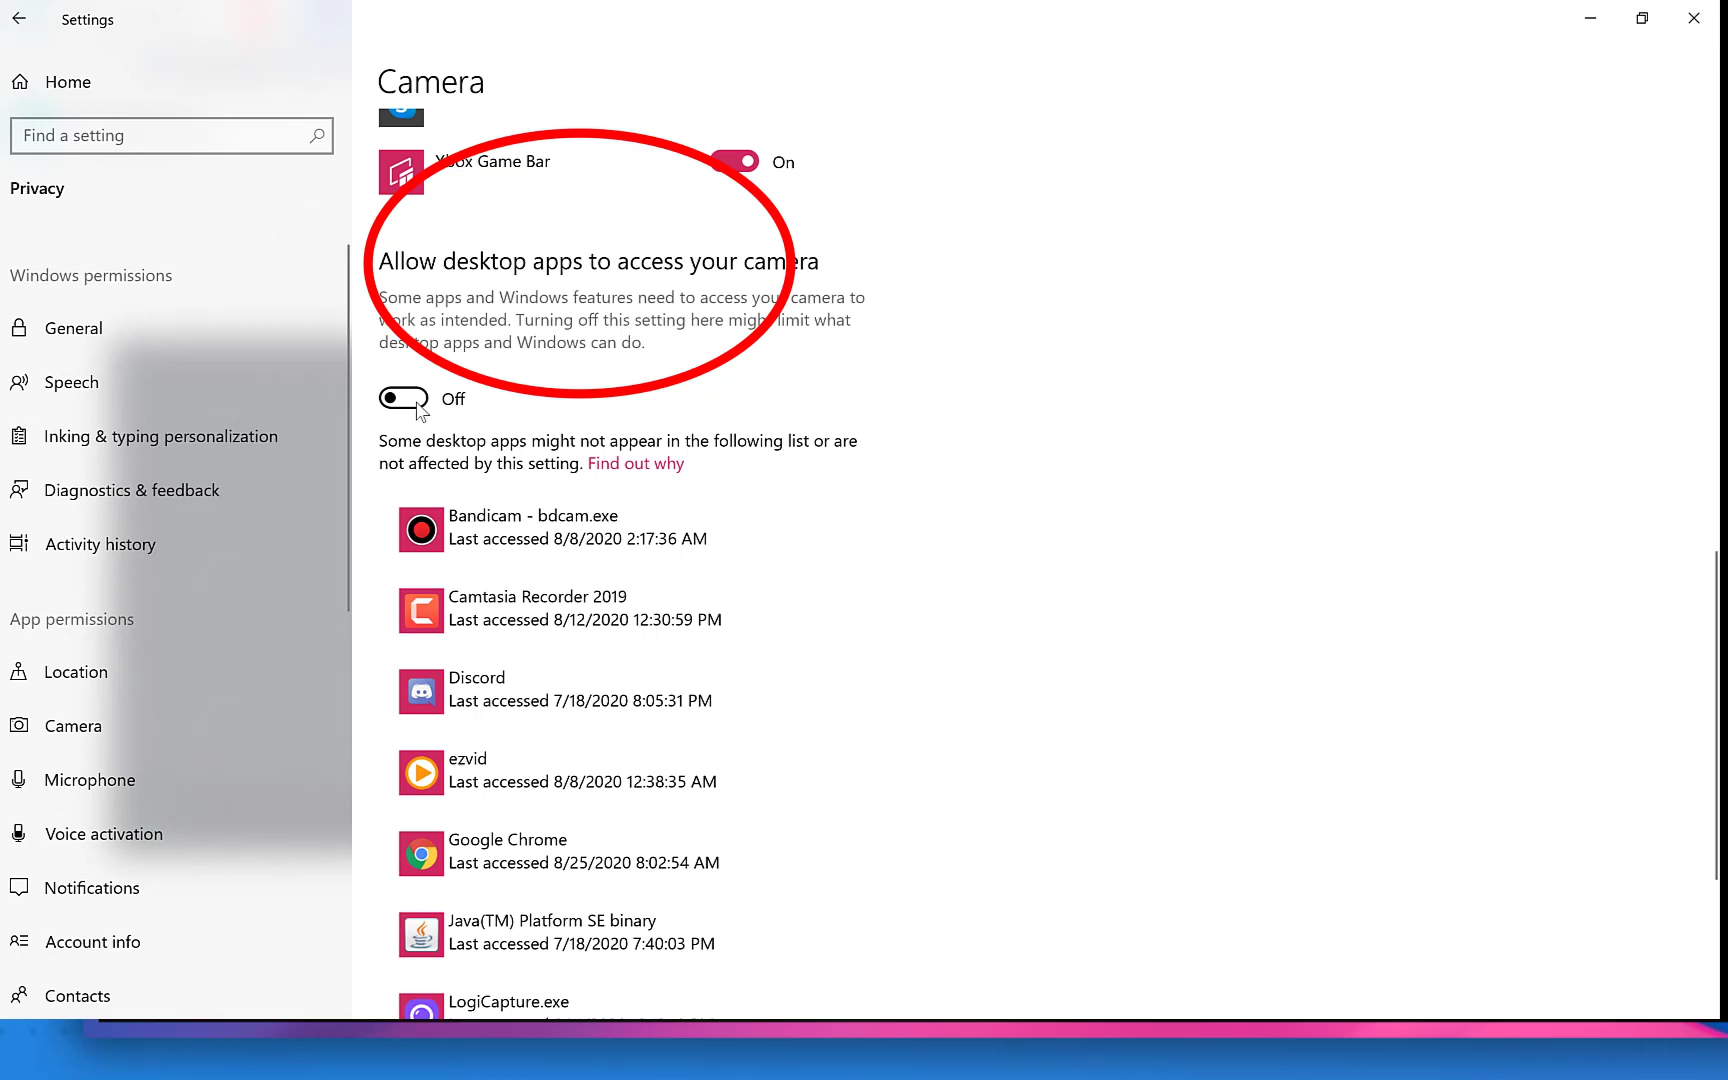 Settings
Home
Find a setting
Privacy
Windows permissions
General
Speech
Inking & typing personalization
Diagnostics & feedback
Activity history
App permissions
Location
Camera
Microphone
Voice activation
Notifications
Account info
Contacts
Camera
Xbox Game Bar
On
Allow desktop apps to access your camera
Some apps and Windows features need to access your camera to
work as intended. Turning off this setting here might limit what
desktop apps and Windows can do.
Off
Some desktop apps might not appear in the following list or are
not affected by this setting. Find out why
Bandicam - bdcam.exe
Last accessed 8/8/2020 2:17:36 AM
Camtasia Recorder 2019
Last accessed 8/12/2020 12:30:59 PM
Discord
Last accessed 7/18/2020 8:05:31 PM
ezvid
Last accessed 8/8/2020 12:38:35 AM
Google Chrome
Last accessed 8/25/2020 8:02:54 AM
Java(TM) Platform SE binary
Last accessed 7/18/2020 7:40:03 PM
LogiCapture.exe